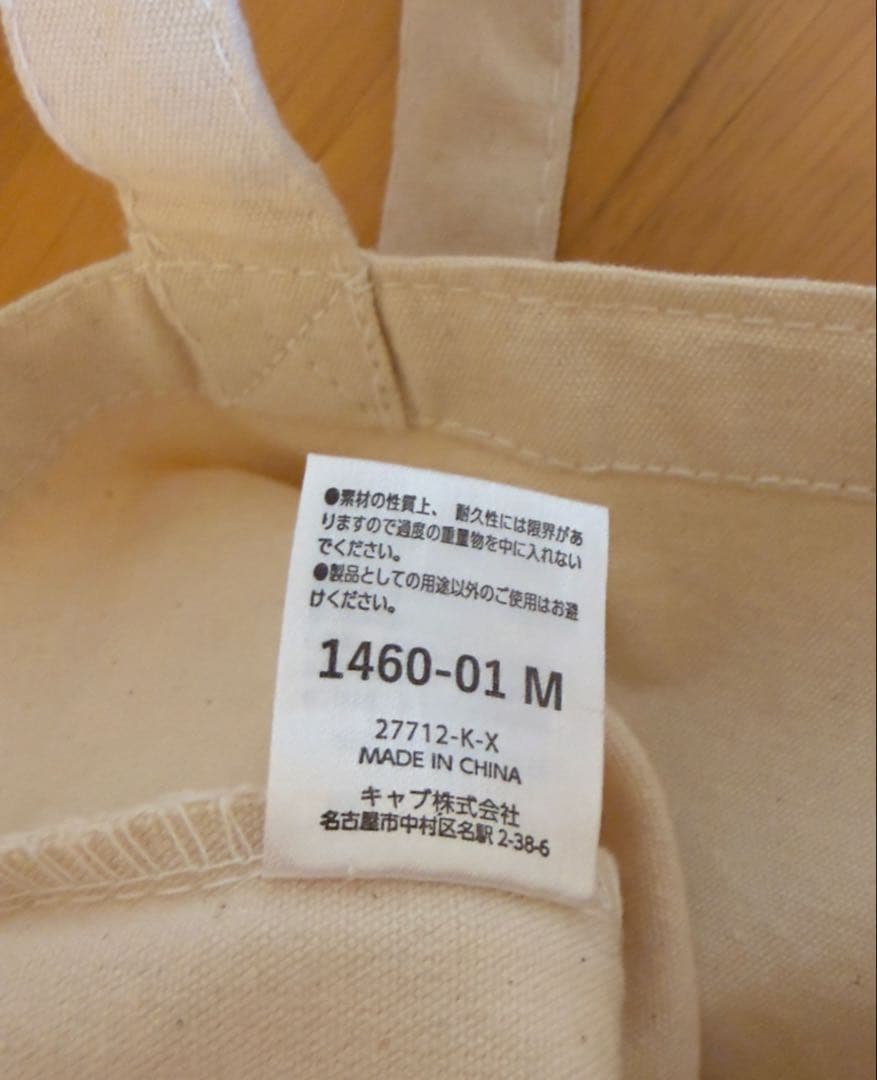 ●素材の性質上、 耐久性には限界があ
りますので過度の重量物を中に入れない
でください。
●製品としての用途以外のご使用はお避
けください。
1460-01 M
27712-K-X
MADE IN CHINA
キャブ株式会社
名古屋市中村区名駅 2-38-6